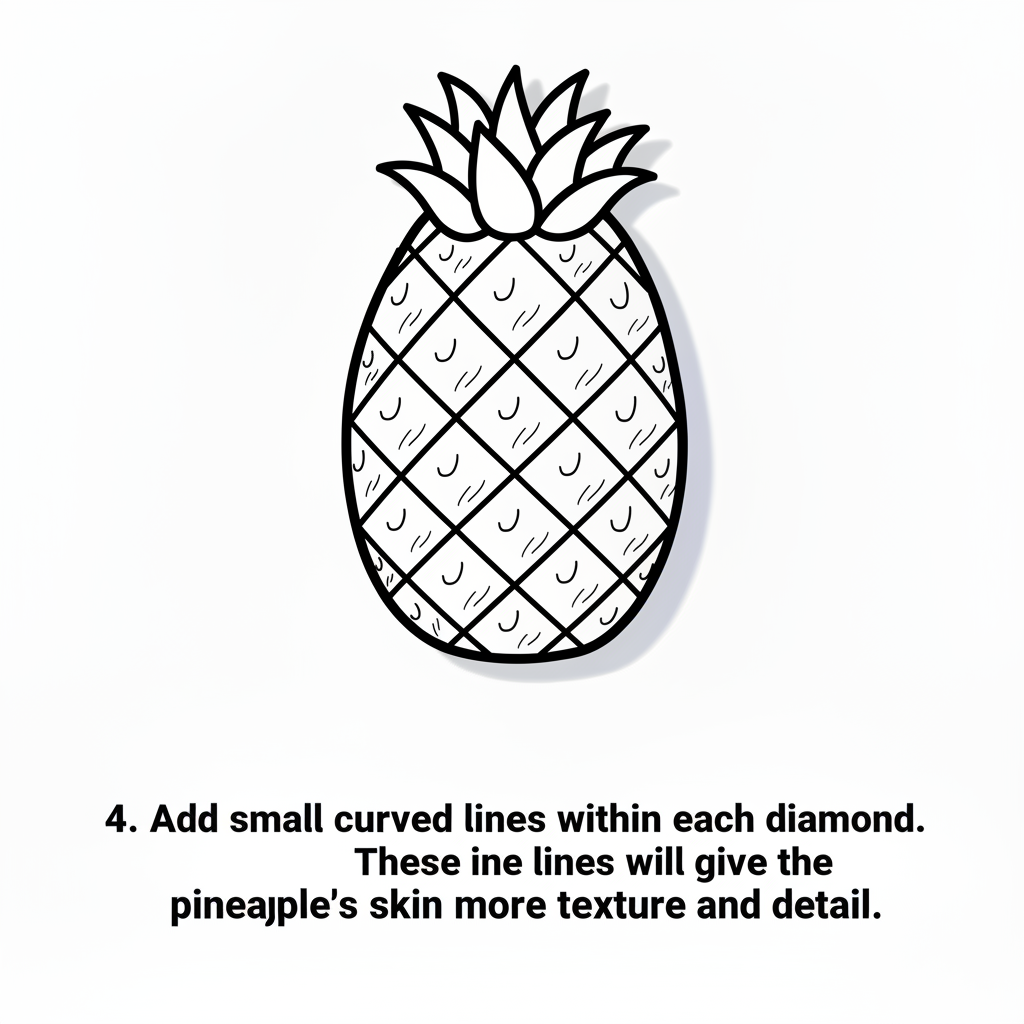 4. Add small curved lines within each diamond.
These ine lines will give the
pineajple's skin more texture and detail.